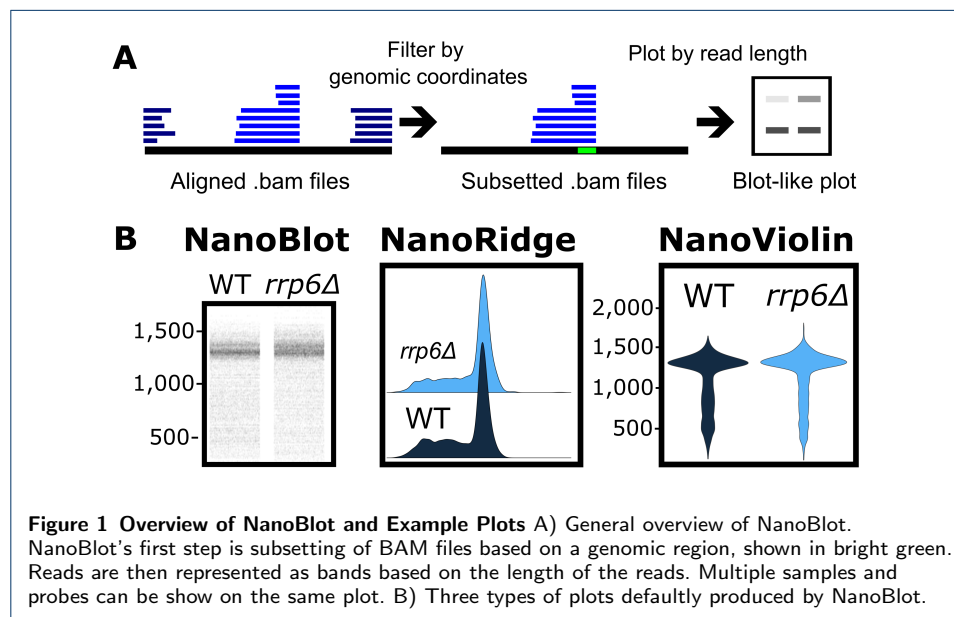 A
Filter by
genomic coordinates
Plot by read length
Aligned .bam files
Subsetted .bam files
Blot-like plot
B
NanoBlot
WT rrp6Δ
1,500-
1,000-
500-
NanoRidge
rrp6Δ
WT
NanoViolin
WT rrp6Δ
2,000-
1,500-
1,000-
500-
Figure 1 Overview of NanoBlot and Example Plots A) General overview of NanoBlot.
NanoBlot's first step is subsetting of BAM files based on a genomic region, shown in bright green.
Reads are then represented as bands based on the length of the reads. Multiple samples and
probes can be show on the same plot. B) Three types of plots defaultly produced by NanoBlot.